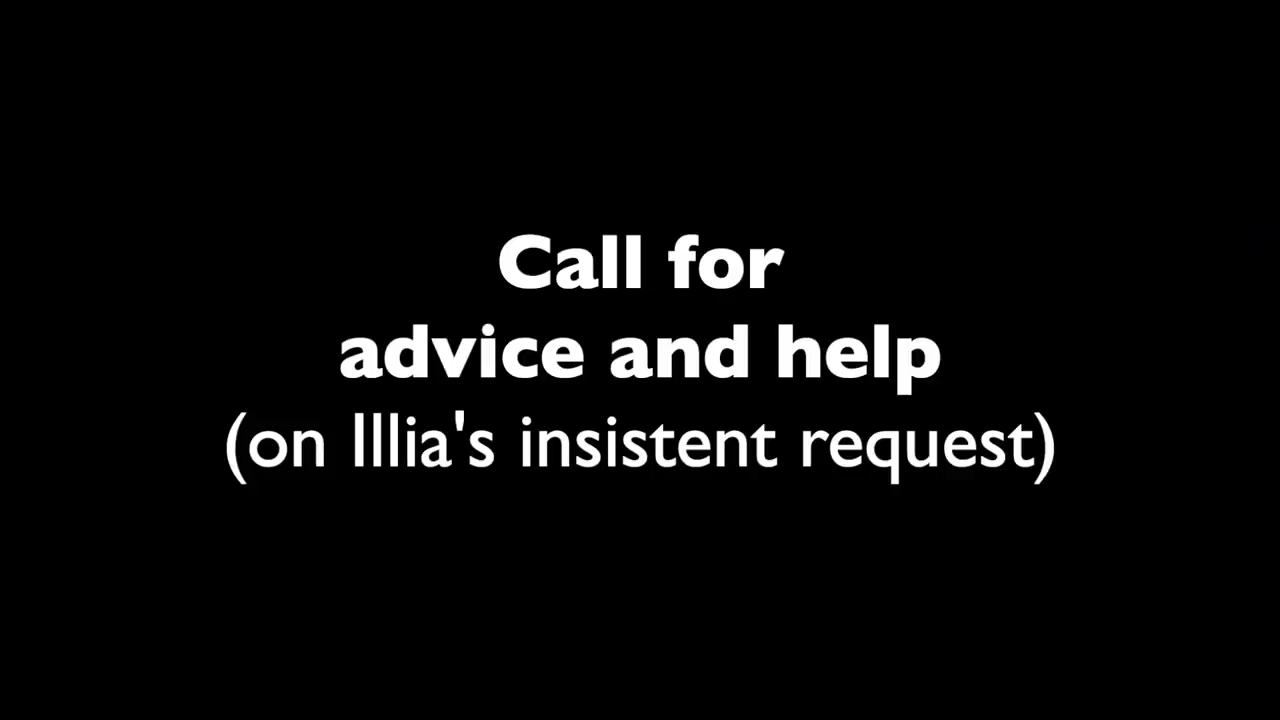 Call for
advice and help
(on Illia's insistent request)